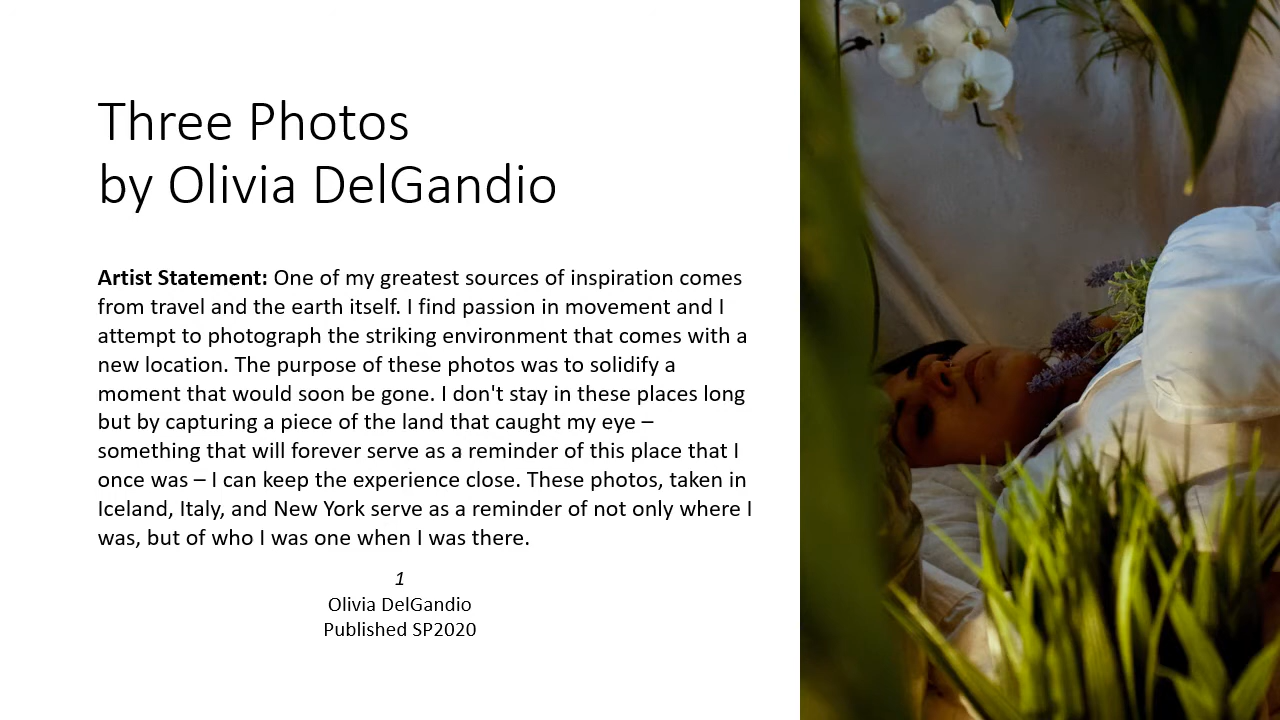 Three Photos
by Olivia DelGandio
Artist Statement: One of my greatest sources of inspiration comes
from travel and the earth itself. I find passion in movement and I
attempt to photograph the striking environment that comes with a
new location. The purpose of these photos was to solidify a
moment that would soon be gone. I don't stay in these places long
but by capturing a piece of the land that caught my eye –
something that will forever serve as a reminder of this place that I
once was – I can keep the experience close. These photos, taken in
Iceland, Italy, and New York serve as a reminder of not only where I
was, but of who I was one when I was there.
1
Olivia DelGandio
Published SP2020